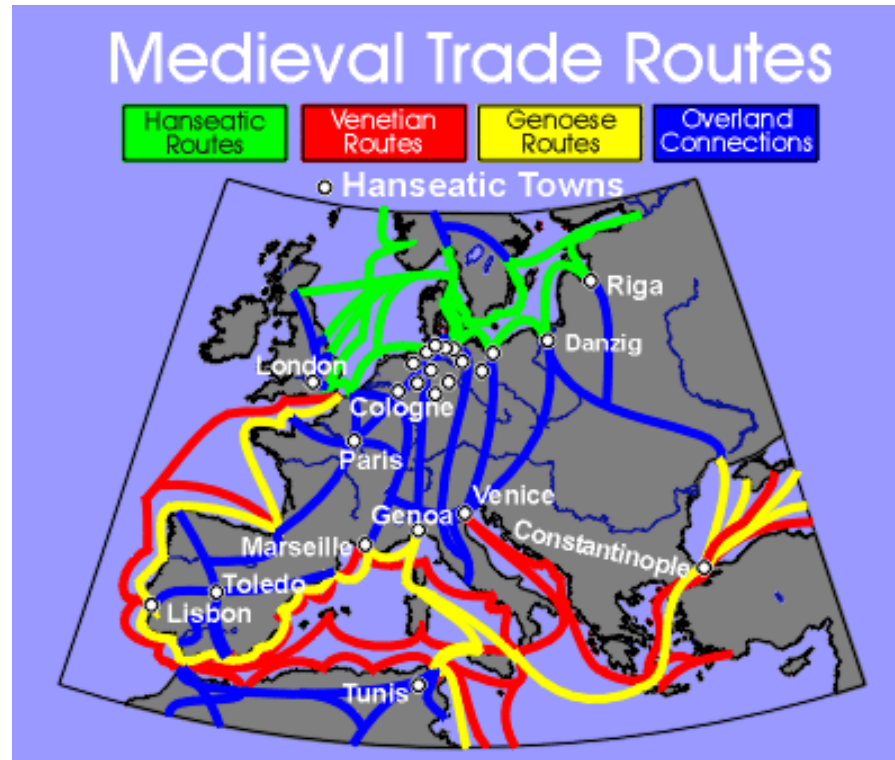 Medieval Trade Routes
Hanseatic
Routes
Venetian
Routes
Genoese
Routes
Overland
Connections
Hanseatic Towns
Riga
Danzig
London
Cologne
Paris
Venice
Genoa
Constantinople
Marseille
Toledo
Lisbon
Tunis